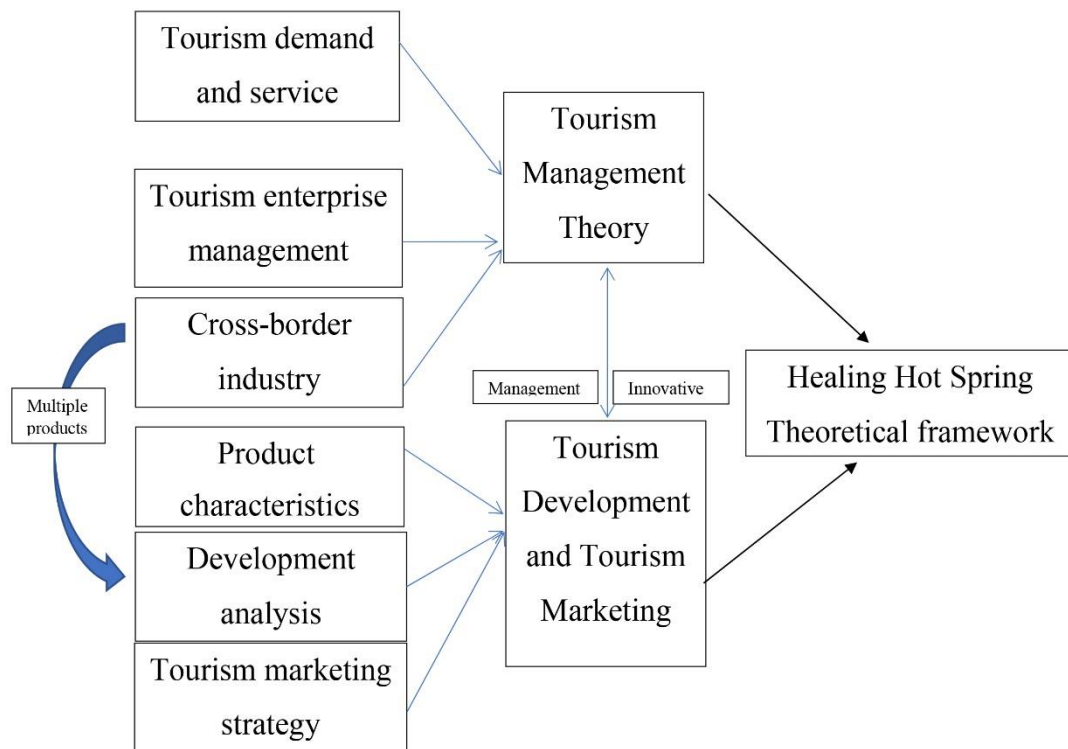 Tourism demand
and service
Tourism
Management
Theory
Tourism enterprise
management
Cross-border
industry
Multiple
products
Management
Innovative
Healing Hot Spring
Theoretical framework
Product
characteristics
Tourism
Development
and Tourism
Marketing
Development
analysis
Tourism marketing
strategy